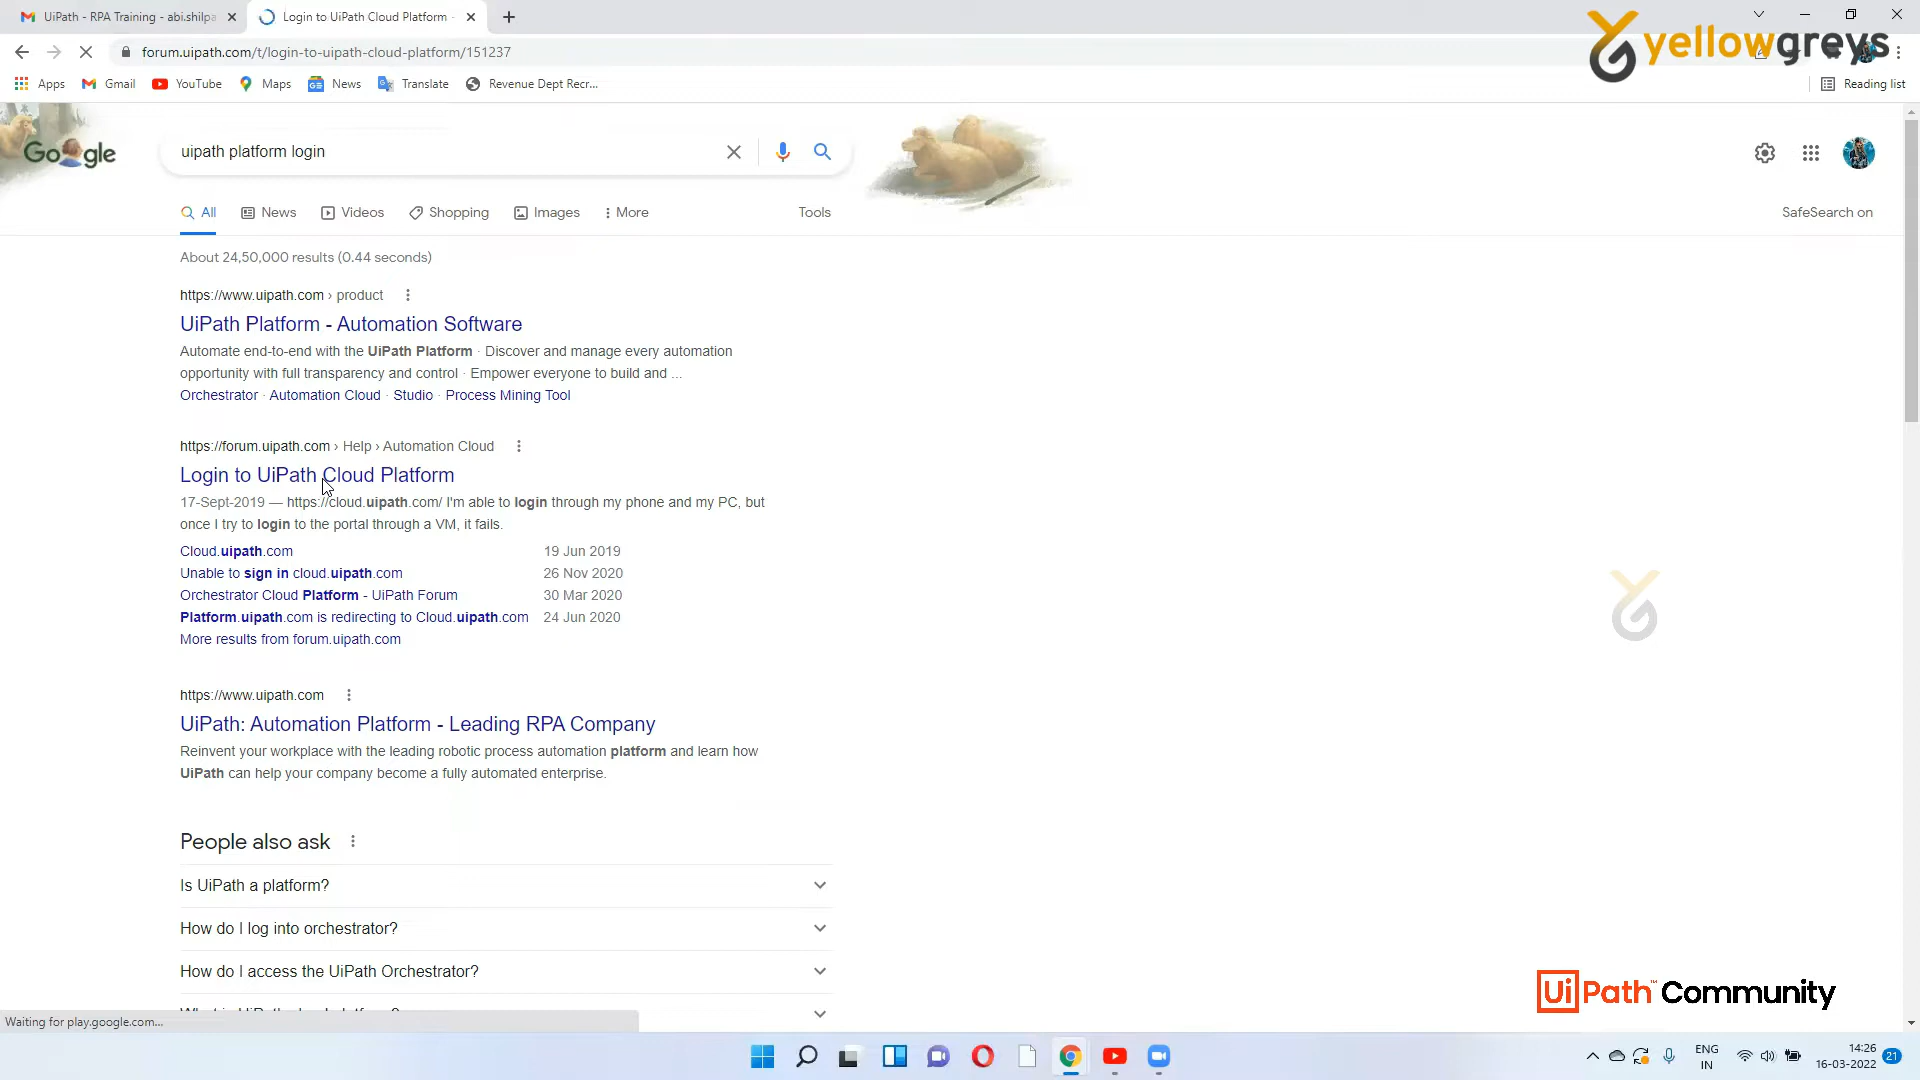 UiPath - RPA Training - abi.shilpa
Login to UiPath Cloud Platform -
forum.uipath.com/t/login-to-uipath-cloud-platform/151237
yellowgreys
Apps
Gmail
YouTube
Maps
News
Translate
Revenue Dept Recr...
Reading list
Google
uipath platform login
All
News
Videos
Shopping
Images
More
Tools
SafeSearch on
About 24,50,000 results (0.44 seconds)
https://www.uipath.com › product
UiPath Platform - Automation Software
Automate end-to-end with the UiPath Platform · Discover and manage every automation
opportunity with full transparency and control · Empower everyone to build and ...
Orchestrator · Automation Cloud · Studio · Process Mining Tool
https://forum.uipath.com › Help › Automation Cloud
Login to UiPath Cloud Platform
17-Sept-2019 — https://cloud.uipath.com/ I'm able to login through my phone and my PC, but
once I try to login to the portal through a VM, it fails.
Cloud.uipath.com 19 Jun 2019
Unable to sign in cloud.uipath.com 26 Nov 2020
Orchestrator Cloud Platform - UiPath Forum 30 Mar 2020
Platform.uipath.com is redirecting to Cloud.uipath.com 24 Jun 2020
More results from forum.uipath.com
https://www.uipath.com
UiPath: Automation Platform - Leading RPA Company
Reinvent your workplace with the leading robotic process automation platform and learn how
UiPath can help your company become a fully automated enterprise.
People also ask
Is UiPath a platform?
How do I log into orchestrator?
How do I access the UiPath Orchestrator?
UiPath™ Community
Waiting for play.google.com...
ENG
IN
14:26
16-03-2022
21